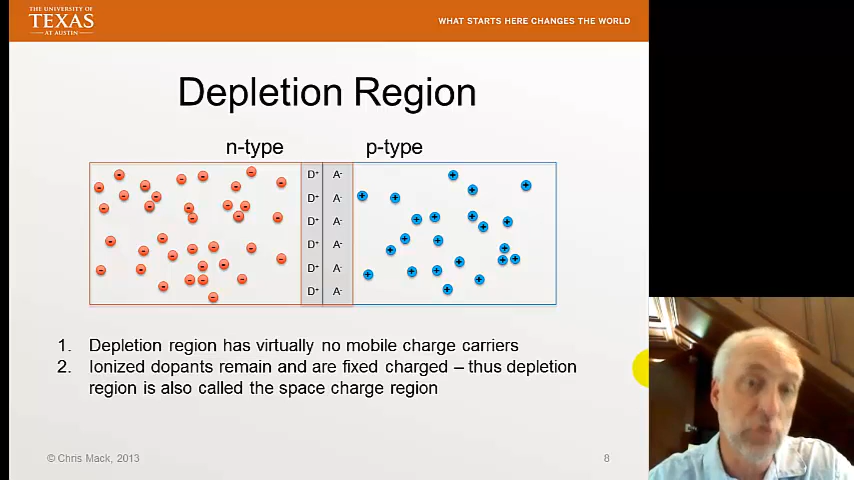 THE UNIVERSITY OF
TEXAS
AT AUSTIN
WHAT STARTS HERE CHANGES THE WORLD
Depletion Region
n-type p-type
D+ A-
D+ A-
D+ A-
D+ A-
D+ A-
D+ A-
1. Depletion region has virtually no mobile charge carriers
2. Ionized dopants remain and are fixed charged – thus depletion
region is also called the space charge region
© Chris Mack, 2013 8